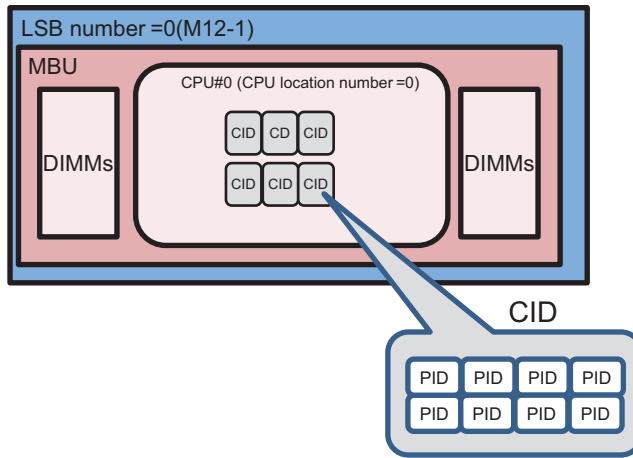 LSB number =0(M12-1)
MBU
CPU#0 (CPU location number =0)
DIMMs
CID CD CID
CID CID CID
DIMMs
CID
PID PID PID PID
PID PID PID PID